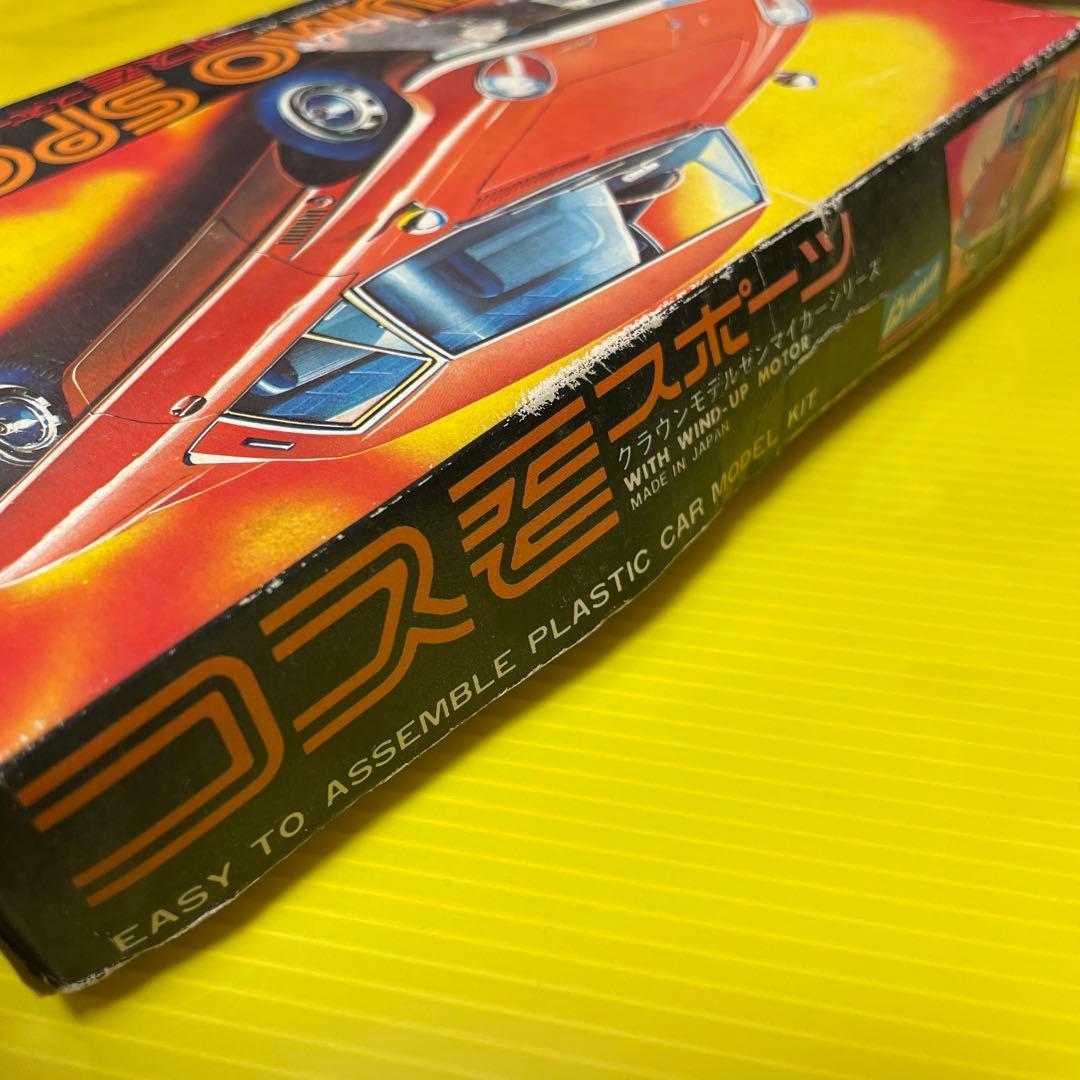 MO SPO
コスモスポーツ
クラウンモデルゼンマイカーシリーズ
WITH WIND-UP MOTOR
MADE IN JAPAN
EASY TO ASSEMBLE PLASTIC CAR MODEL KIT